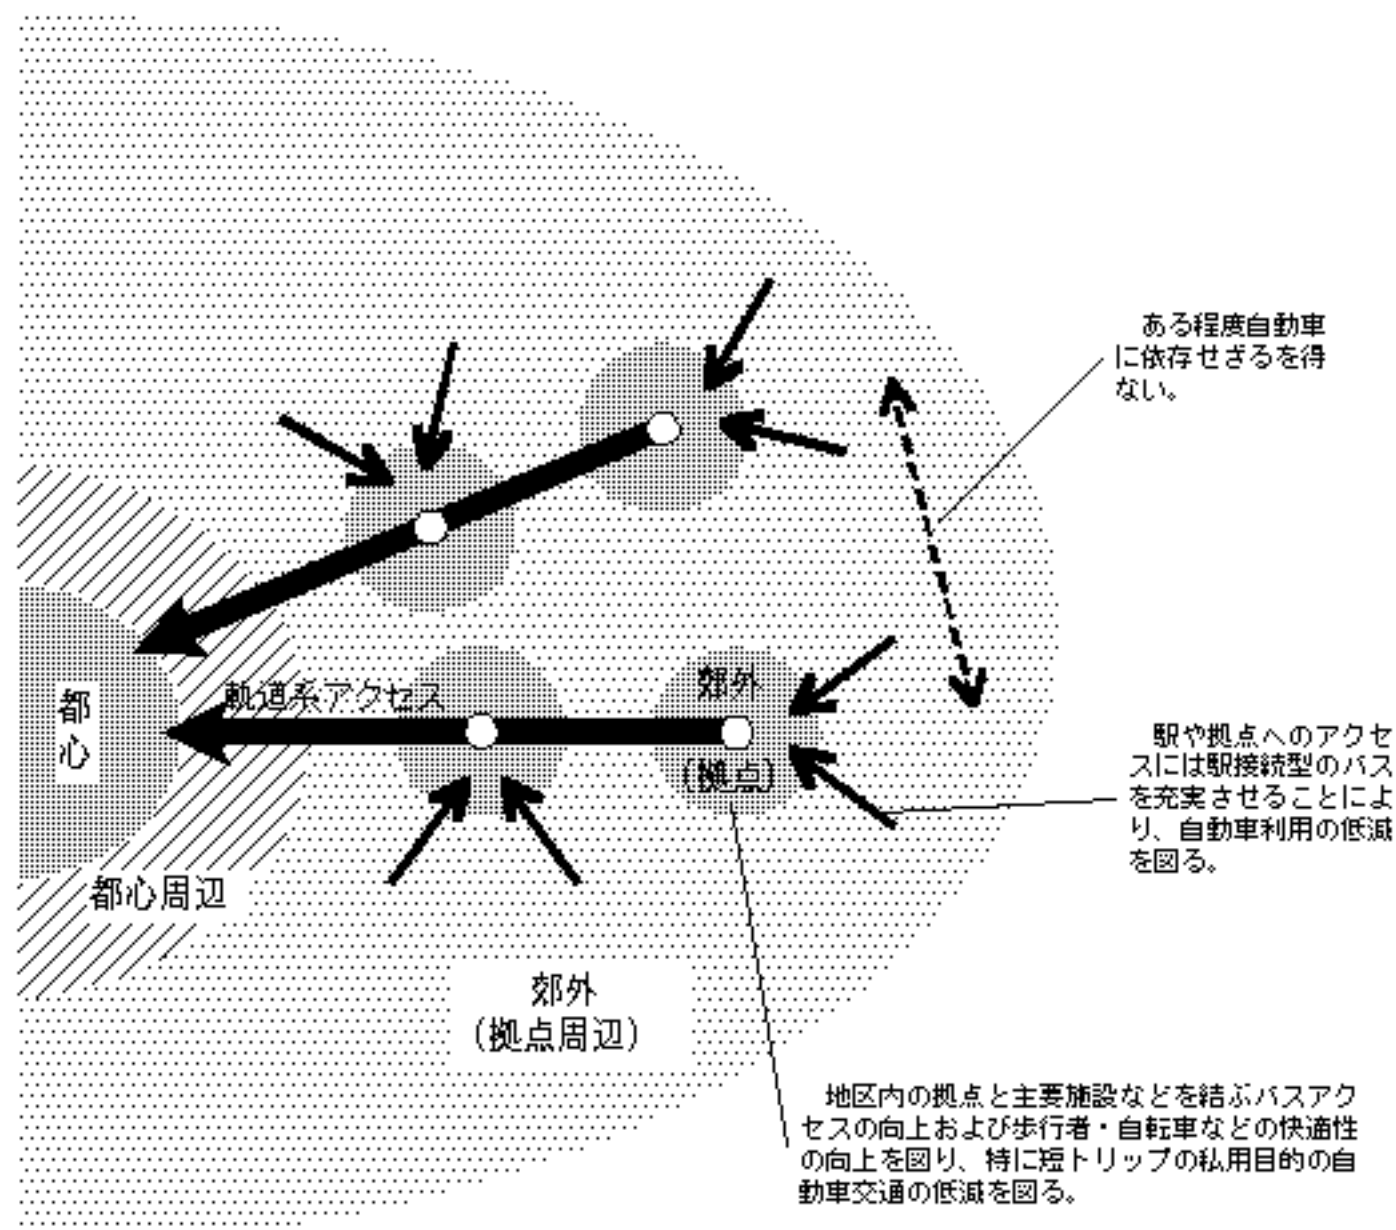 ある程度自動車
に依存せざるを得
ない。
郊外
軌道系アクセス
都
心
(拠点)
駅や拠点へのアクセ
スには駅接続型のバス
を充実させることによ
り、自動車利用の低減
を図る。
都心周辺
郊外
(拠点周辺)
地区内の拠点と主要施設などを結ぶバスアク
セスの向上および歩行者・自転車などの快適性
の向上を図り、特に短トリップの私用目的の自
動車交通の低減を図る。